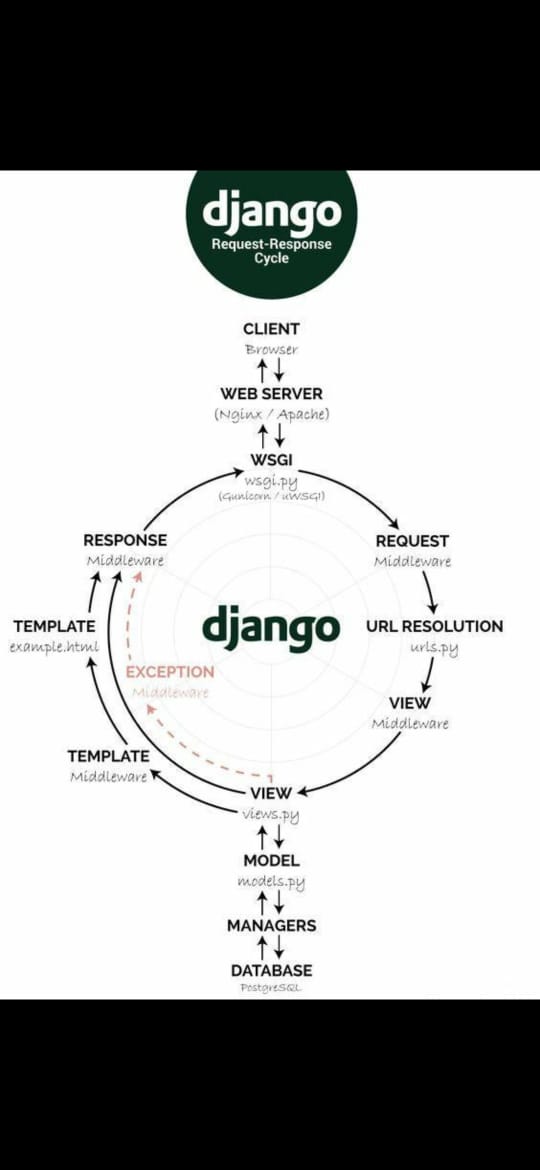 django
Request-Response
Cycle
CLIENT
Browser
WEB SERVER
(Nginx / Apache)
WSGI
wsgi.py
(Gunicorn / uWSGI)
RESPONSE
Middleware
REQUEST
Middleware
TEMPLATE
example.html
django
URL RESOLUTION
urls.py
EXCEPTION
Middleware
VIEW
Middleware
TEMPLATE
Middleware
VIEW
views.py
MODEL
models.py
MANAGERS
DATABASE
PostgreSQL